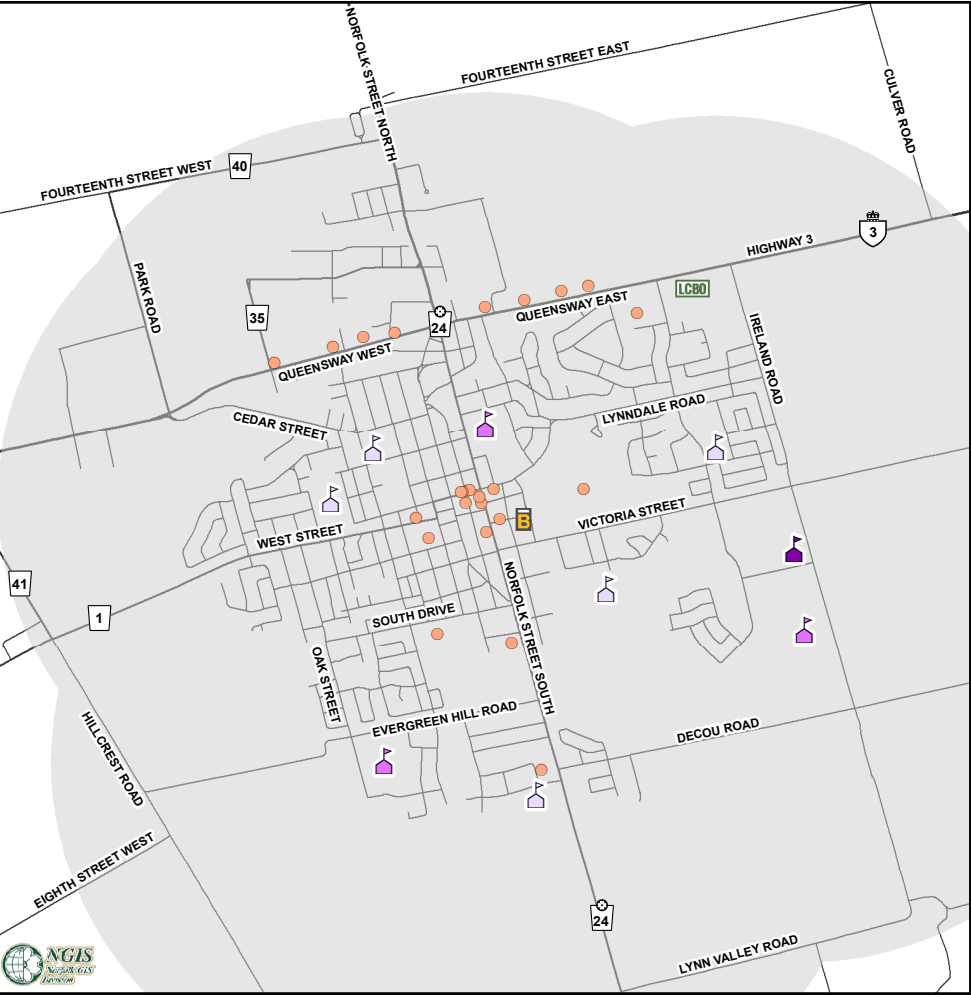 NORFOLK STREET NORTH
FOURTEENTH STREET EAST
CULVER ROAD
FOURTEENTH STREET WEST
40
3
HIGHWAY 3
PARK ROAD
LCBO
35
24
QUEENSWAY EAST
IRELAND ROAD
QUEENSWAY WEST
CEDAR STREET
LYNNDALE ROAD
B
VICTORIA STREET
WEST STREET
41
1
SOUTH DRIVE
NORFOLK STREET SOUTH
OAK STREET
EVERGREEN HILL ROAD
DECOU ROAD
HILLCREST ROAD
EIGHTH STREET WEST
24
LYNN VALLEY ROAD
NGIS
Norfolk GIS
Division